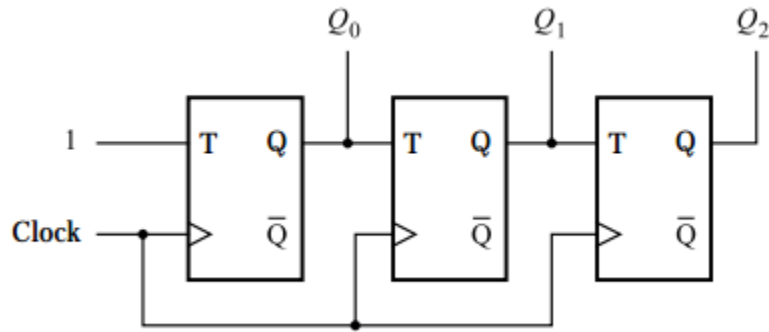 Q₀ Q₁ Q₂
1 T Q T Q T Q
Clock Q̅ Q̅ Q̅